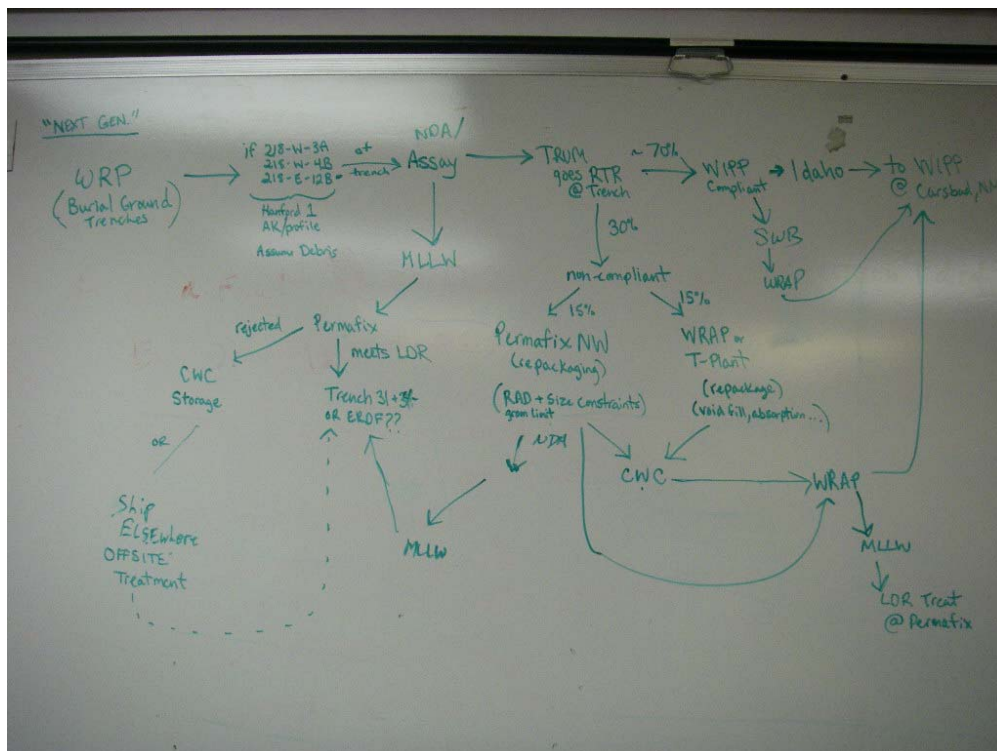 "NEXT GEN."
WRP
(Burial Ground
Trenches)
if 218-W-3A
218-W-4B
218-E-12B
at
trench
Hanford 1
AK/profile
Assume Debris
NDA/
Assay
MLLW
TRUM
goes RTR
@ Trench
~70%
WIPP
Compliant
Idaho
to WIPP
@ Carsbad, NM
SWB
WRAP
30%
non-compliant
15%
15%
Permafix NW
(repackaging)
(RAD + Size constraints)
gram limit
NDA
MLLW
WRAP or
T-Plant
(repackage)
(void fill, absorption...)
CWC
WRAP
MLLW
LDR Treat
@ Permafix
Permafix
rejected
meets LDR
CWC
Storage
Trench 31+34
OR ERDF??
OR
Ship
ELSEwhere
OFFSITE
Treatment